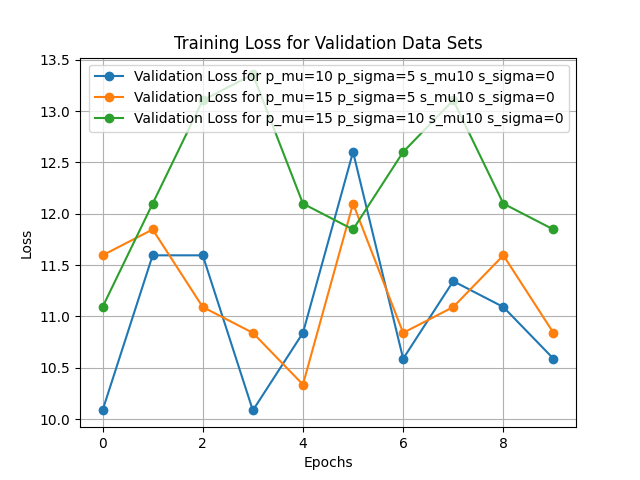 Training Loss for Validation Data Sets
Validation Loss for p_mu=10 p_sigma=5 s_mu10 s_sigma=0
Validation Loss for p_mu=15 p_sigma=5 s_mu10 s_sigma=0
Validation Loss for p_mu=15 p_sigma=10 s_mu10 s_sigma=0
13.5
13.0
12.5
12.0
11.5
11.0
10.5
10.0
Loss
0 2 4 6 8
Epochs